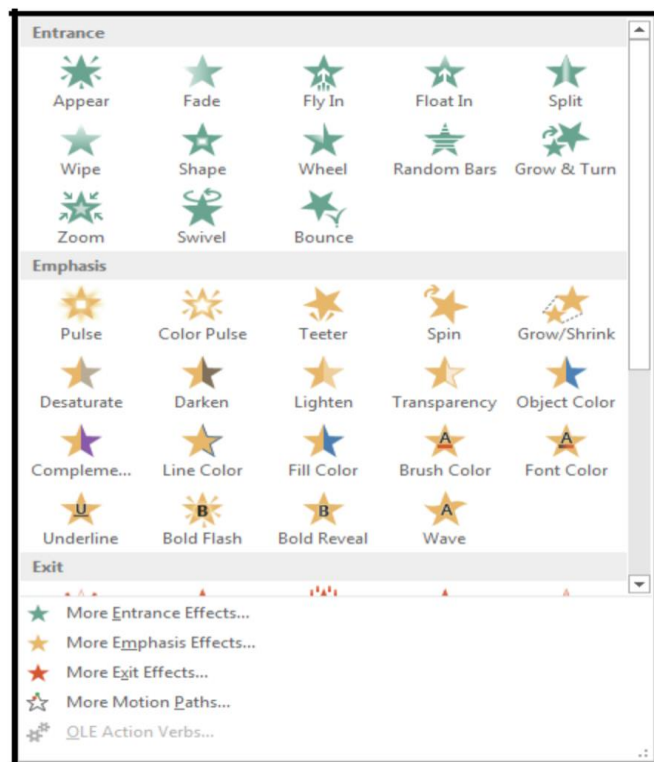 Entrance
Appear Fade Fly In Float In Split
Wipe Shape Wheel Random Bars Grow & Turn
Zoom Swivel Bounce
Emphasis
Pulse Color Pulse Teeter Spin Grow/Shrink
Desaturate Darken Lighten Transparency Object Color
Compleme... Line Color Fill Color Brush Color Font Color
Underline Bold Flash Bold Reveal Wave
Exit
More Entrance Effects...
More Emphasis Effects...
More Exit Effects...
More Motion Paths...
OLE Action Verbs...